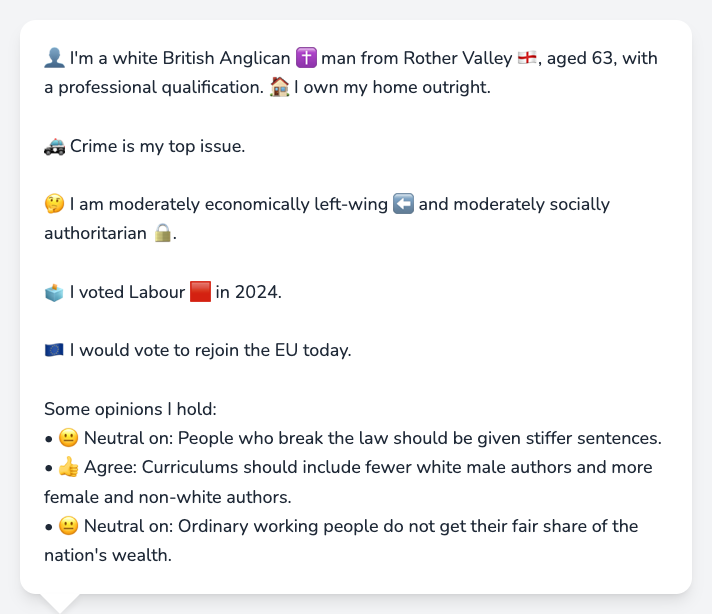 👤 I'm a white British Anglican ✝️ man from Rother Valley 🏴󠁧󠁢󠁥󠁮󠁧󠁿, aged 63, with
a professional qualification. 🏠 I own my home outright.
🚓 Crime is my top issue.
🤔 I am moderately economically left-wing ⬅️ and moderately socially
authoritarian 🔒.
🗳️ I voted Labour 🟥 in 2024.
🇪🇺 I would vote to rejoin the EU today.
Some opinions I hold:
• 😐 Neutral on: People who break the law should be given stiffer sentences.
• 👍 Agree: Curriculums should include fewer white male authors and more
female and non-white authors.
• 😐 Neutral on: Ordinary working people do not get their fair share of the
nation's wealth.